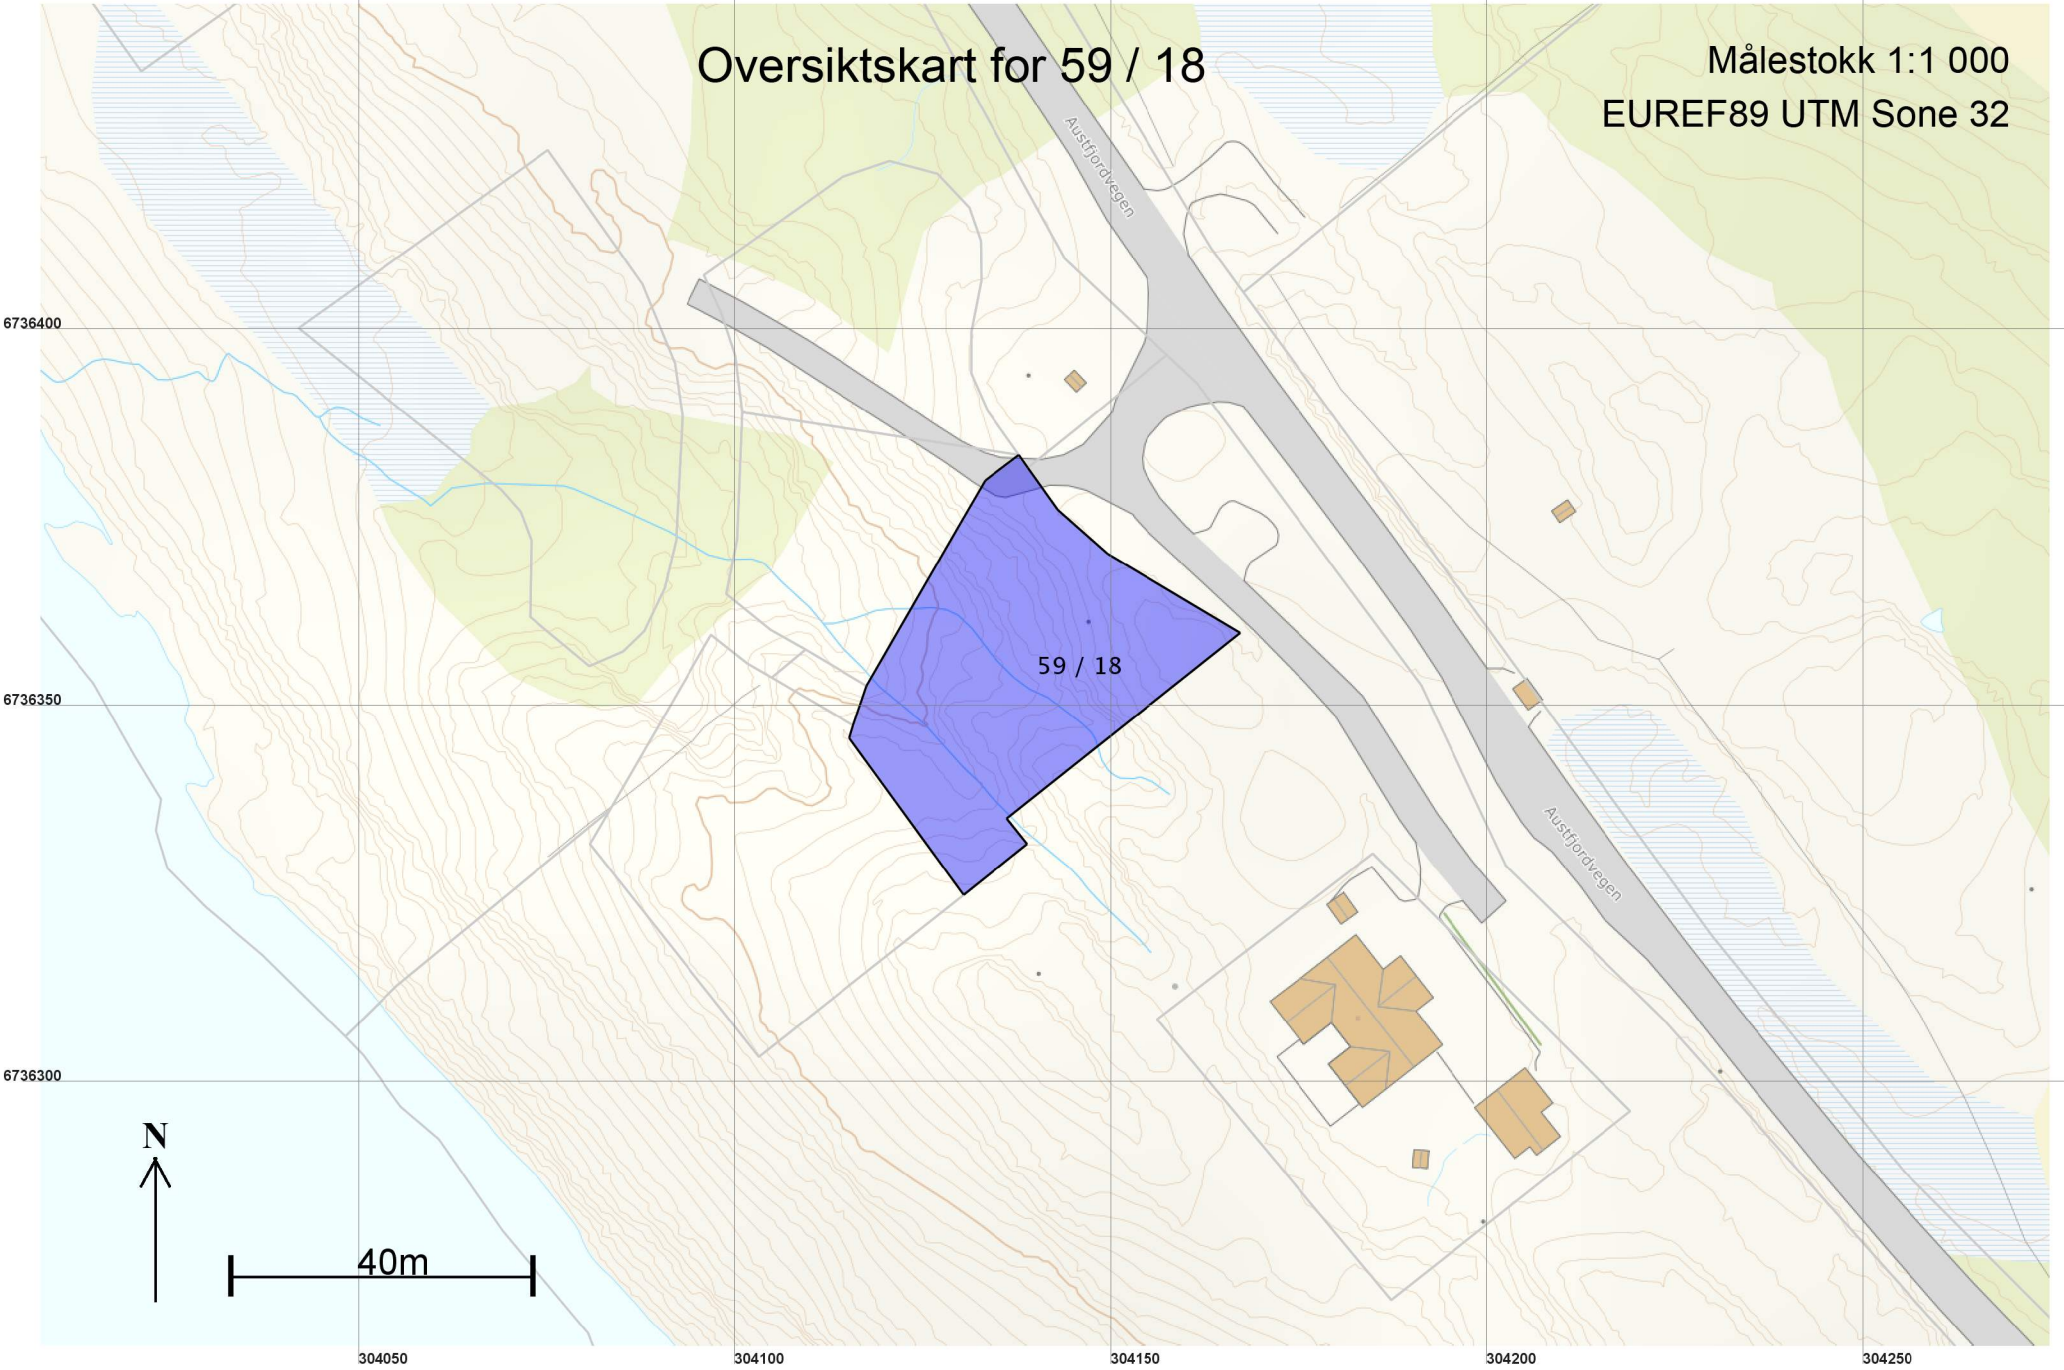 Oversiktskart for 59 / 18
Målestokk 1:1 000
EUREF89 UTM Sone 32
Austfjordvegen
6736400
59 / 18
6736350
Austfjordvegen
6736300
N
40m
304050
304100
304150
304200
304250